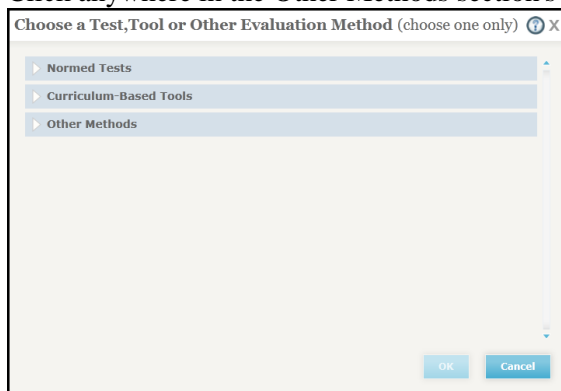 Click anywhere in the Other Methods section's
Choose a Test,Tool or Other Evaluation Method (choose one only) ? X
Normed Tests
Curriculum-Based Tools
Other Methods
OK Cancel